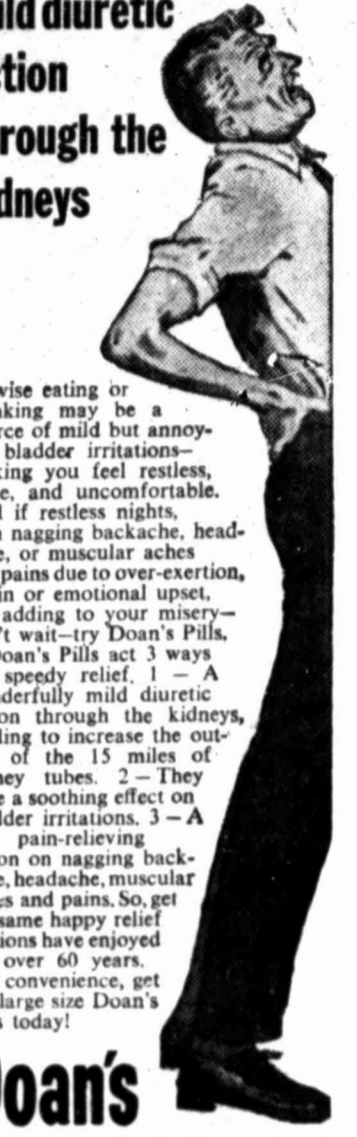 ild diuretic
tion
rough the
dneys
wise eating or
nking may be a
rce of mild but annoy-
bladder irritations—
king you feel restless,
e, and uncomfortable.
l if restless nights,
n nagging backache, head-
e, or muscular aches
pains due to over-exertion,
in or emotional upset,
adding to your misery—
't wait—try Doan's Pills,
oan's Pills act 3 ways
speedy relief. 1 — A
nderfully mild diuretic
on through the kidneys,
ding to increase the out-
of the 15 miles of
ney tubes. 2 — They
e a soothing effect on
dder irritations. 3 — A
pain-relieving
on on nagging back-
e, headache, muscular
es and pains. So, get
same happy relief
ions have enjoyed
over 60 years.
convenience, get
large size Doan's
s today!
Doan's